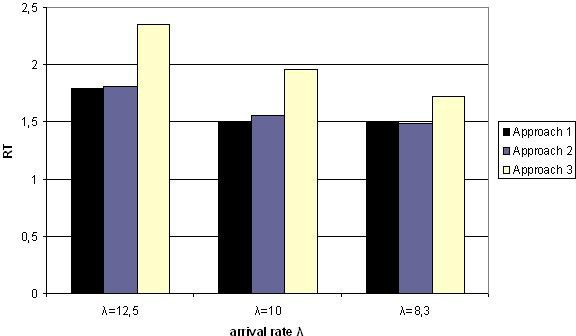 2,5
2
1,5
1
0,5
0
RT
λ=12,5 λ=10 λ=8,3
arrival rate λ
Approach 1
Approach 2
Approach 3